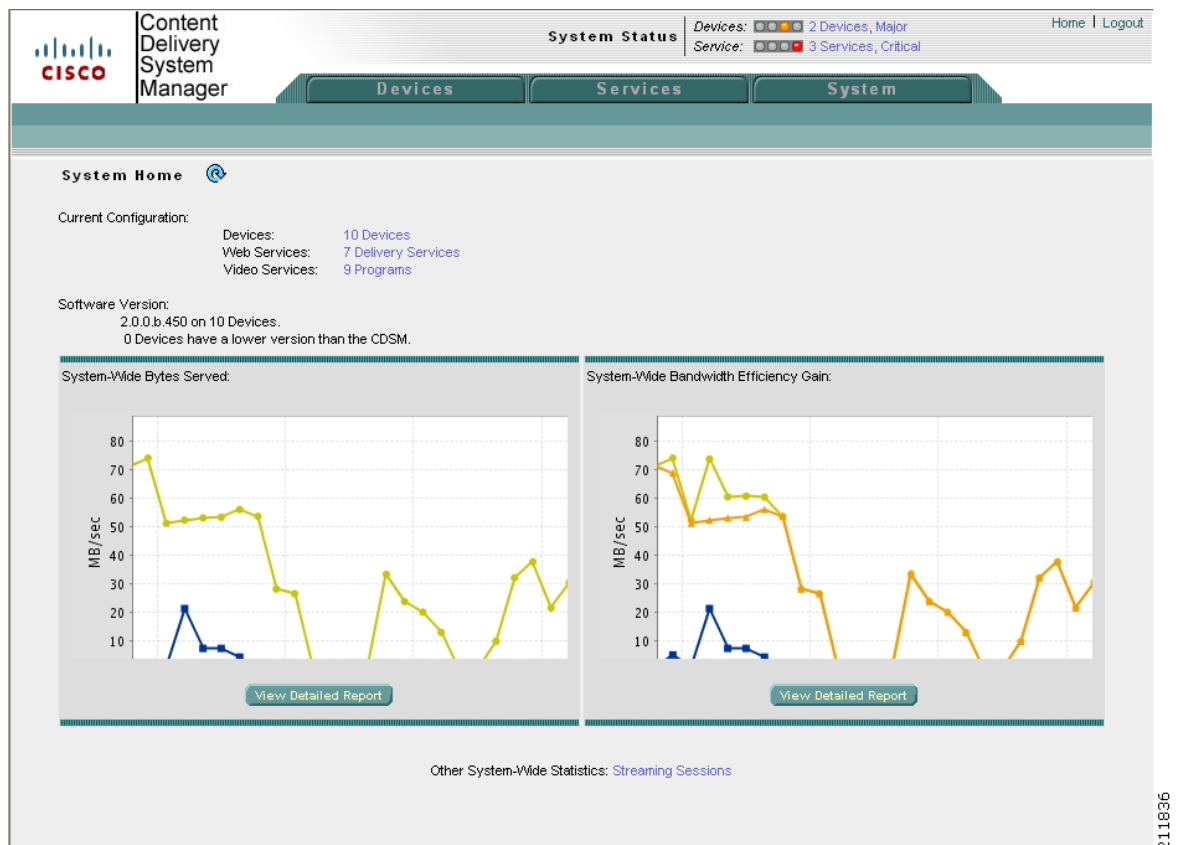 Content
Delivery
System
Manager
CISCO
System Status
Devices: 2 Devices, Major
Service: 3 Services, Critical
Home | Logout
Devices
Services
System
System Home
Current Configuration:
Devices: 10 Devices
Web Services: 7 Delivery Services
Video Services: 9 Programs
Software Version:
2.0.0.b.450 on 10 Devices.
0 Devices have a lower version than the CDSM.
System-Wide Bytes Served:
80
70
60
50
40
30
20
10
MB/sec
View Detailed Report
System-Wide Bandwidth Efficiency Gain:
80
70
60
50
40
30
20
10
MB/sec
View Detailed Report
Other System-Wide Statistics: Streaming Sessions
211836